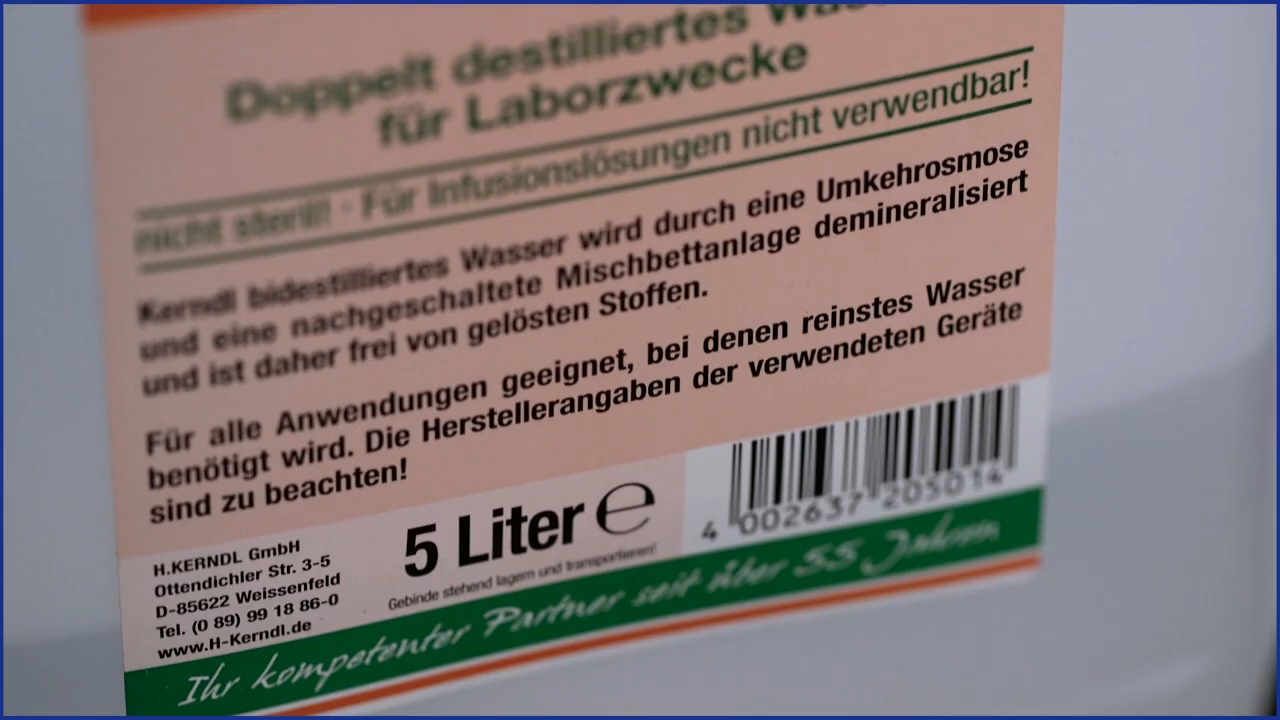 Doppelt destilliertes
für Laborzwecke
nicht steril! · Für Infusionslösungen nicht verwendbar!
Kerndl bidestilliertes Wasser wird durch eine Umkehrosmose
und eine nachgeschaltete Mischbettanlage demineralisiert
und ist daher frei von gelösten Stoffen.
Für alle Anwendungen geeignet, bei denen reinstes Wasser
benötigt wird. Die Herstellerangaben der verwendeten Geräte
sind zu beachten!
H.KERNDL GmbH
Ottendichler Str. 3-5
D-85622 Weissenfeld
Tel. (0 89) 99 18 86-0
www.H-Kerndl.de
5 Liter ℮
Gebinde stehend lagern und transportieren!
4 002637 205014
Ihr kompetenter Partner seit über 55 Jahren